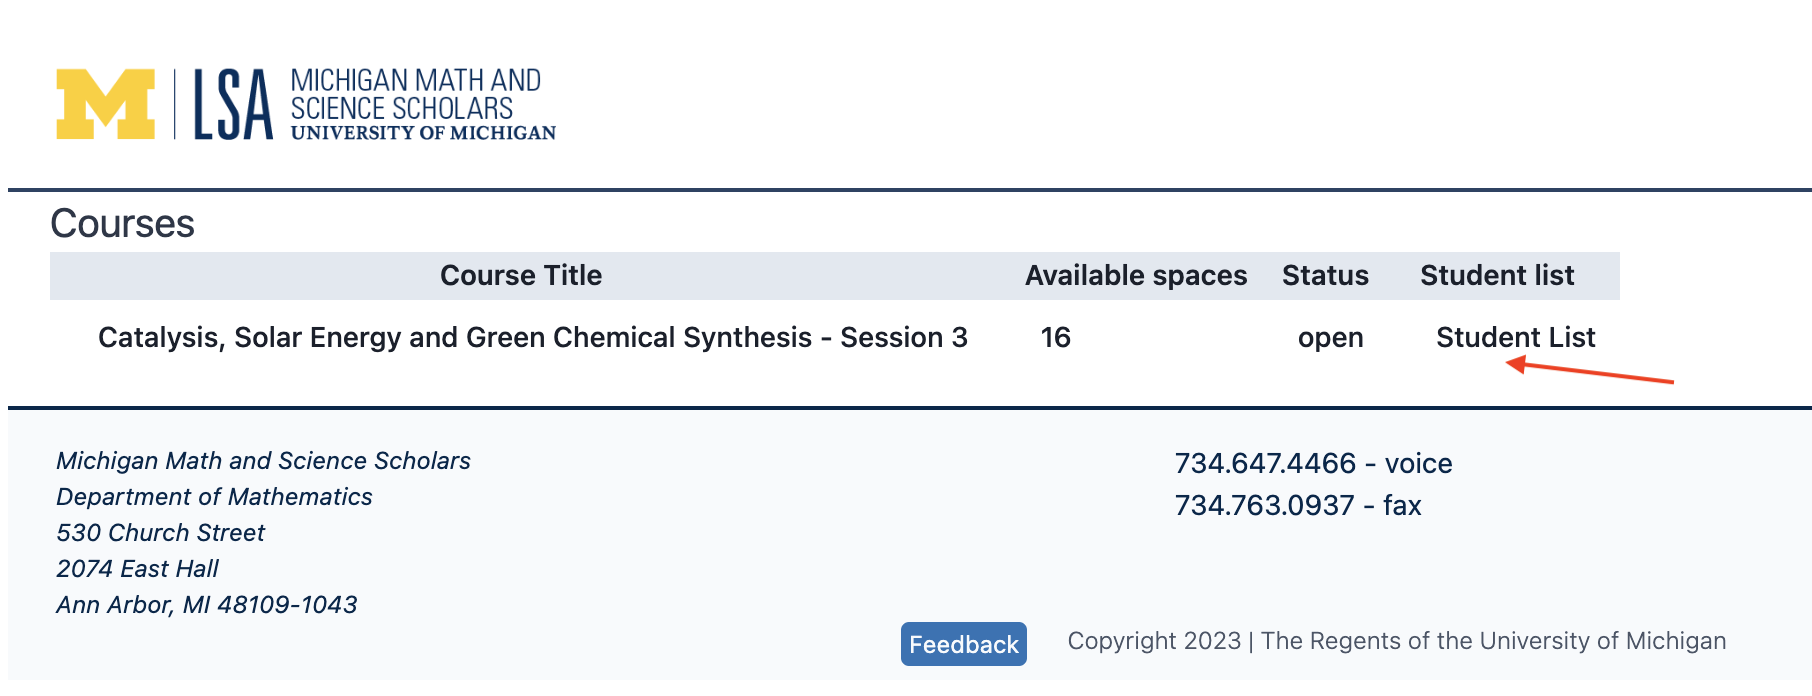 M LSA MICHIGAN MATH AND
SCIENCE SCHOLARS
UNIVERSITY OF MICHIGAN
Courses
Course Title Available spaces Status Student list
Catalysis, Solar Energy and Green Chemical Synthesis - Session 3 16 open Student List
Michigan Math and Science Scholars
Department of Mathematics
530 Church Street
2074 East Hall
Ann Arbor, MI 48109-1043
734.647.4466 - voice
734.763.0937 - fax
Feedback Copyright 2023 | The Regents of the University of Michigan